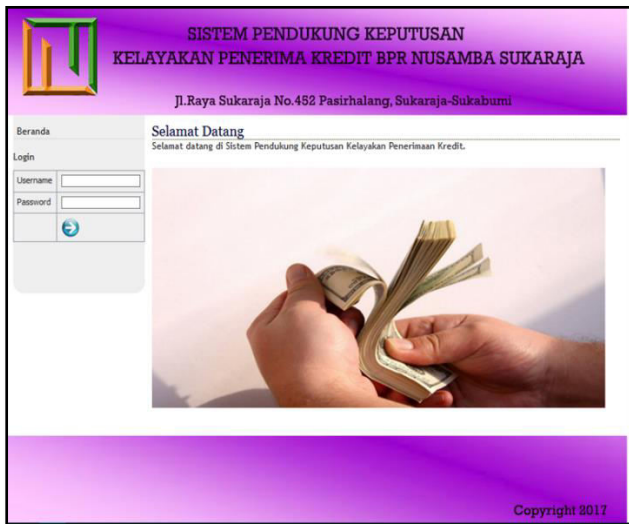 SISTEM PENDUKUNG KEPUTUSAN
KELAYAKAN PENERIMA KREDIT BPR NUSAMBA SUKARAJA
Jl.Raya Sukaraja No.452 Pasirhalang, Sukaraja-Sukabumi
Beranda
Login
Username
Password
Selamat Datang
Selamat datang di Sistem Pendukung Keputusan Kelayakan Penerimaan Kredit.
Copyright 2017